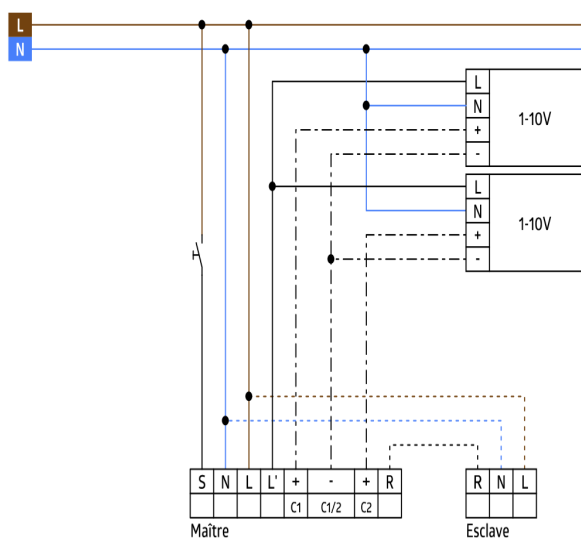 L
N
L
N
+
-
1-10V
L
N
+
-
1-10V
S N L L' + - + R
C1 C1/2 C2
Maître
R N L
Esclave